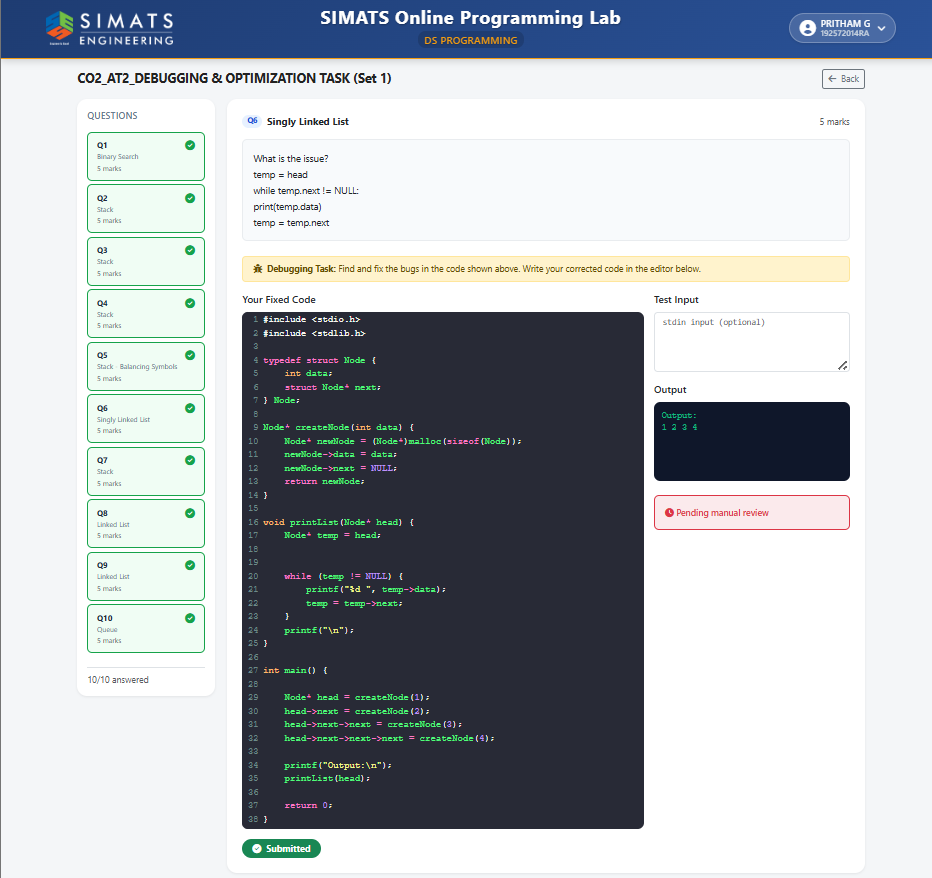 SIMATS
ENGINEERING
SIMATS Online Programming Lab
DS PROGRAMMING
PRITHAM G
192572014RA
CO2_AT2_DEBUGGING & OPTIMIZATION TASK (Set 1)
← Back
QUESTIONS
Q1
Binary Search
5 marks
Q2
Stack
5 marks
Q3
Stack
5 marks
Q4
Stack
5 marks
Q5
Stack - Balancing Symbols
5 marks
Q6
Singly Linked List
5 marks
Q7
Stack
5 marks
Q8
Linked List
5 marks
Q9
Linked List
5 marks
Q10
Queue
5 marks
10/10 answered
Q6 Singly Linked List
5 marks
What is the issue?
temp = head
while temp.next != NULL:
print(temp.data)
temp = temp.next
Debugging Task: Find and fix the bugs in the code shown above. Write your corrected code in the editor below.
Your Fixed Code
1 #include <stdio.h>
2 #include <stdlib.h>
3
4 typedef struct Node {
5     int data;
6     struct Node* next;
7 } Node;
8
9 Node* createNode(int data) {
10     Node* newNode = (Node*)malloc(sizeof(Node));
11     newNode->data = data;
12     newNode->next = NULL;
13     return newNode;
14 }
15
16 void printList(Node* head) {
17     Node* temp = head;
18
19
20     while (temp != NULL) {
21         printf("%d ", temp->data);
22         temp = temp->next;
23     }
24     printf("\n");
25 }
26
27 int main() {
28
29     Node* head = createNode(1);
30     head->next = createNode(2);
31     head->next->next = createNode(3);
32     head->next->next->next = createNode(4);
33
34     printf("Output:\n");
35     printList(head);
36
37     return 0;
38 }
Submitted
Test Input
stdin input (optional)
Output
Output:
1 2 3 4
Pending manual review